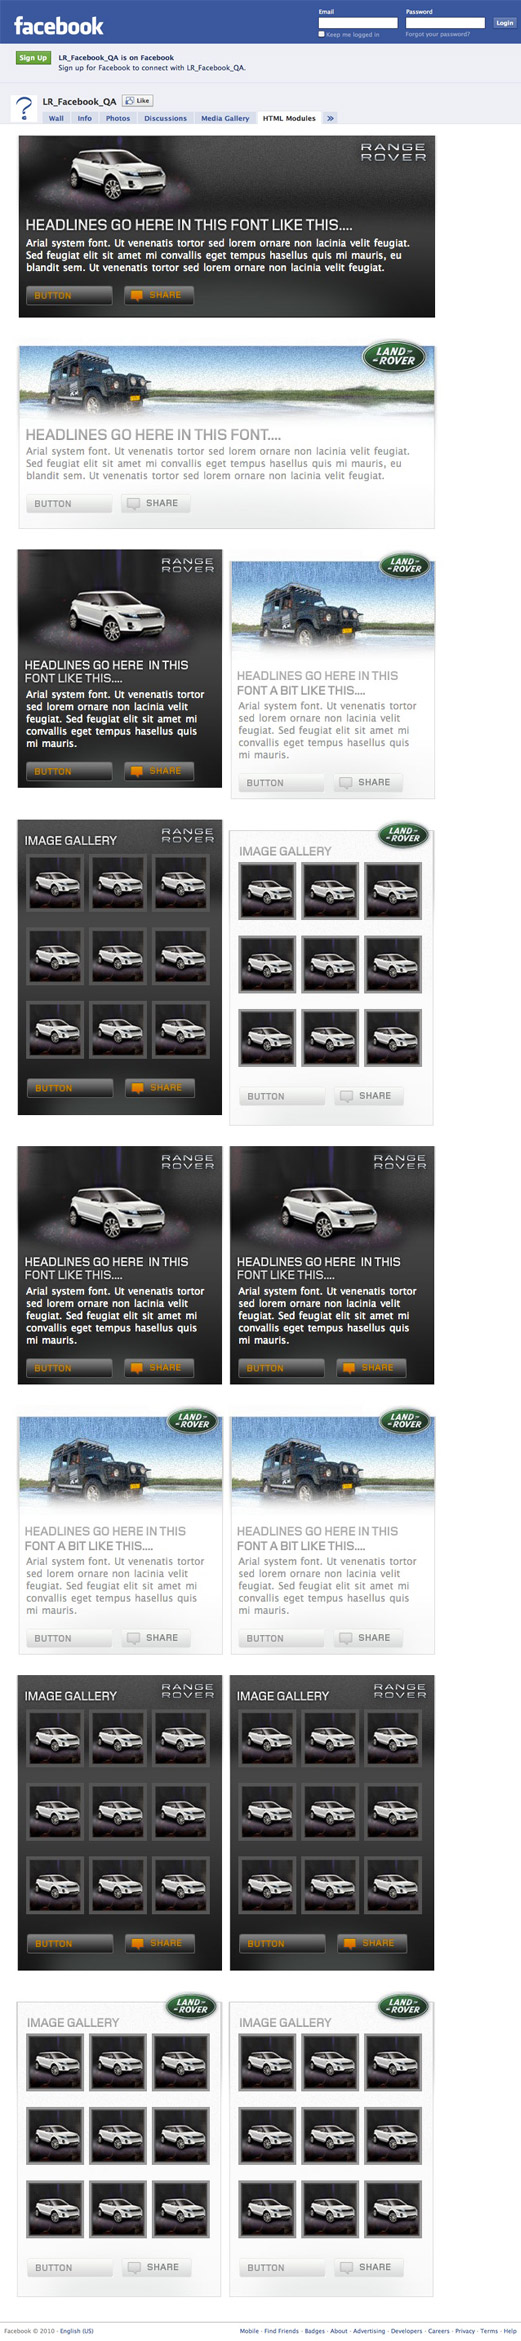 facebook
Email
Password
Keep me logged in
Forgot your password?
Login
Sign Up
LR_Facebook_QA is on Facebook
Sign up for Facebook to connect with LR_Facebook_QA.
LR_Facebook_QA
Like
Wall Info Photos Discussions Media Gallery HTML Modules »
RANGE
ROVER
HEADLINES GO HERE IN THIS FONT LIKE THIS....
Arial system font. Ut venenatis tortor sed lorem ornare non lacinia velit feugiat.
Sed feugiat elit sit amet mi convallis eget tempus hasellus quis mi mauris, eu
blandit sem. Ut venenatis tortor sed lorem ornare non lacinia velit feugiat.
BUTTON SHARE
LAND-
-ROVER
HEADLINES GO HERE IN THIS FONT....
Arial system font. Ut venenatis tortor sed lorem ornare non lacinia velit feugiat.
Sed feugiat elit sit amet mi convallis eget tempus hasellus quis mi mauris, eu
blandit sem. Ut venenatis tortor sed lorem ornare non lacinia velit feugiat.
BUTTON SHARE
RANGE
ROVER
HEADLINES GO HERE IN THIS
FONT LIKE THIS....
Arial system font. Ut venenatis tortor
sed lorem ornare non lacinia velit
feugiat. Sed feugiat elit sit amet mi
convallis eget tempus hasellus quis
mi mauris.
BUTTON SHARE
LAND-
-ROVER
HEADLINES GO HERE IN THIS
FONT A BIT LIKE THIS....
Arial system font. Ut venenatis tortor
sed lorem ornare non lacinia velit
feugiat. Sed feugiat elit sit amet mi
convallis eget tempus hasellus quis
mi mauris.
BUTTON SHARE
IMAGE GALLERY
RANGE
ROVER
BUTTON SHARE
LAND-
-ROVER
IMAGE GALLERY
BUTTON SHARE
RANGE
ROVER
HEADLINES GO HERE IN THIS
FONT LIKE THIS....
Arial system font. Ut venenatis tortor
sed lorem ornare non lacinia velit
feugiat. Sed feugiat elit sit amet mi
convallis eget tempus hasellus quis
mi mauris.
BUTTON SHARE
RANGE
ROVER
HEADLINES GO HERE IN THIS
FONT LIKE THIS....
Arial system font. Ut venenatis tortor
sed lorem ornare non lacinia velit
feugiat. Sed feugiat elit sit amet mi
convallis eget tempus hasellus quis
mi mauris.
BUTTON SHARE
LAND-
-ROVER
HEADLINES GO HERE IN THIS
FONT A BIT LIKE THIS....
Arial system font. Ut venenatis tortor
sed lorem ornare non lacinia velit
feugiat. Sed feugiat elit sit amet mi
convallis eget tempus hasellus quis
mi mauris.
BUTTON SHARE
LAND-
-ROVER
HEADLINES GO HERE IN THIS
FONT A BIT LIKE THIS....
Arial system font. Ut venenatis tortor
sed lorem ornare non lacinia velit
feugiat. Sed feugiat elit sit amet mi
convallis eget tempus hasellus quis
mi mauris.
BUTTON SHARE
IMAGE GALLERY
RANGE
ROVER
BUTTON SHARE
IMAGE GALLERY
RANGE
ROVER
BUTTON SHARE
LAND-
-ROVER
IMAGE GALLERY
BUTTON SHARE
LAND-
-ROVER
IMAGE GALLERY
BUTTON SHARE
Facebook © 2010 · English (US)
Mobile · Find Friends · Badges · About · Advertising · Developers · Careers · Privacy · Terms · Help